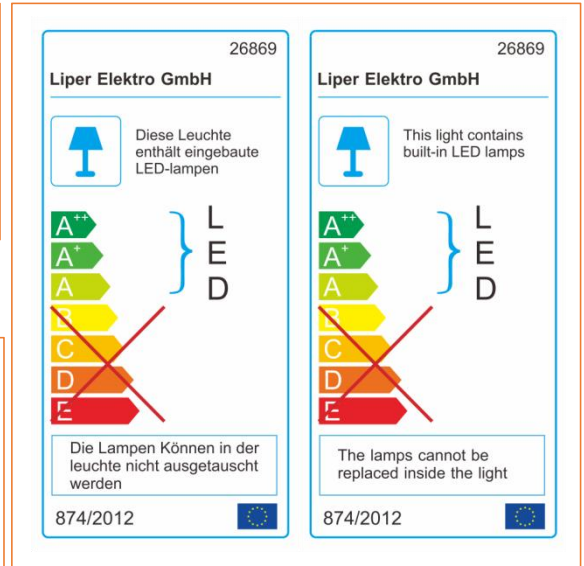 26869
Liper Elektro GmbH
Diese Leuchte
enthält eingebaute
LED-lampen
A++
A+
A
B
C
D
E
L
E
D
Die Lampen Können in der
leuchte nicht ausgetauscht
werden
874/2012
26869
Liper Elektro GmbH
This light contains
built-in LED lamps
A++
A+
A
B
C
D
E
L
E
D
The lamps cannot be
replaced inside the light
874/2012